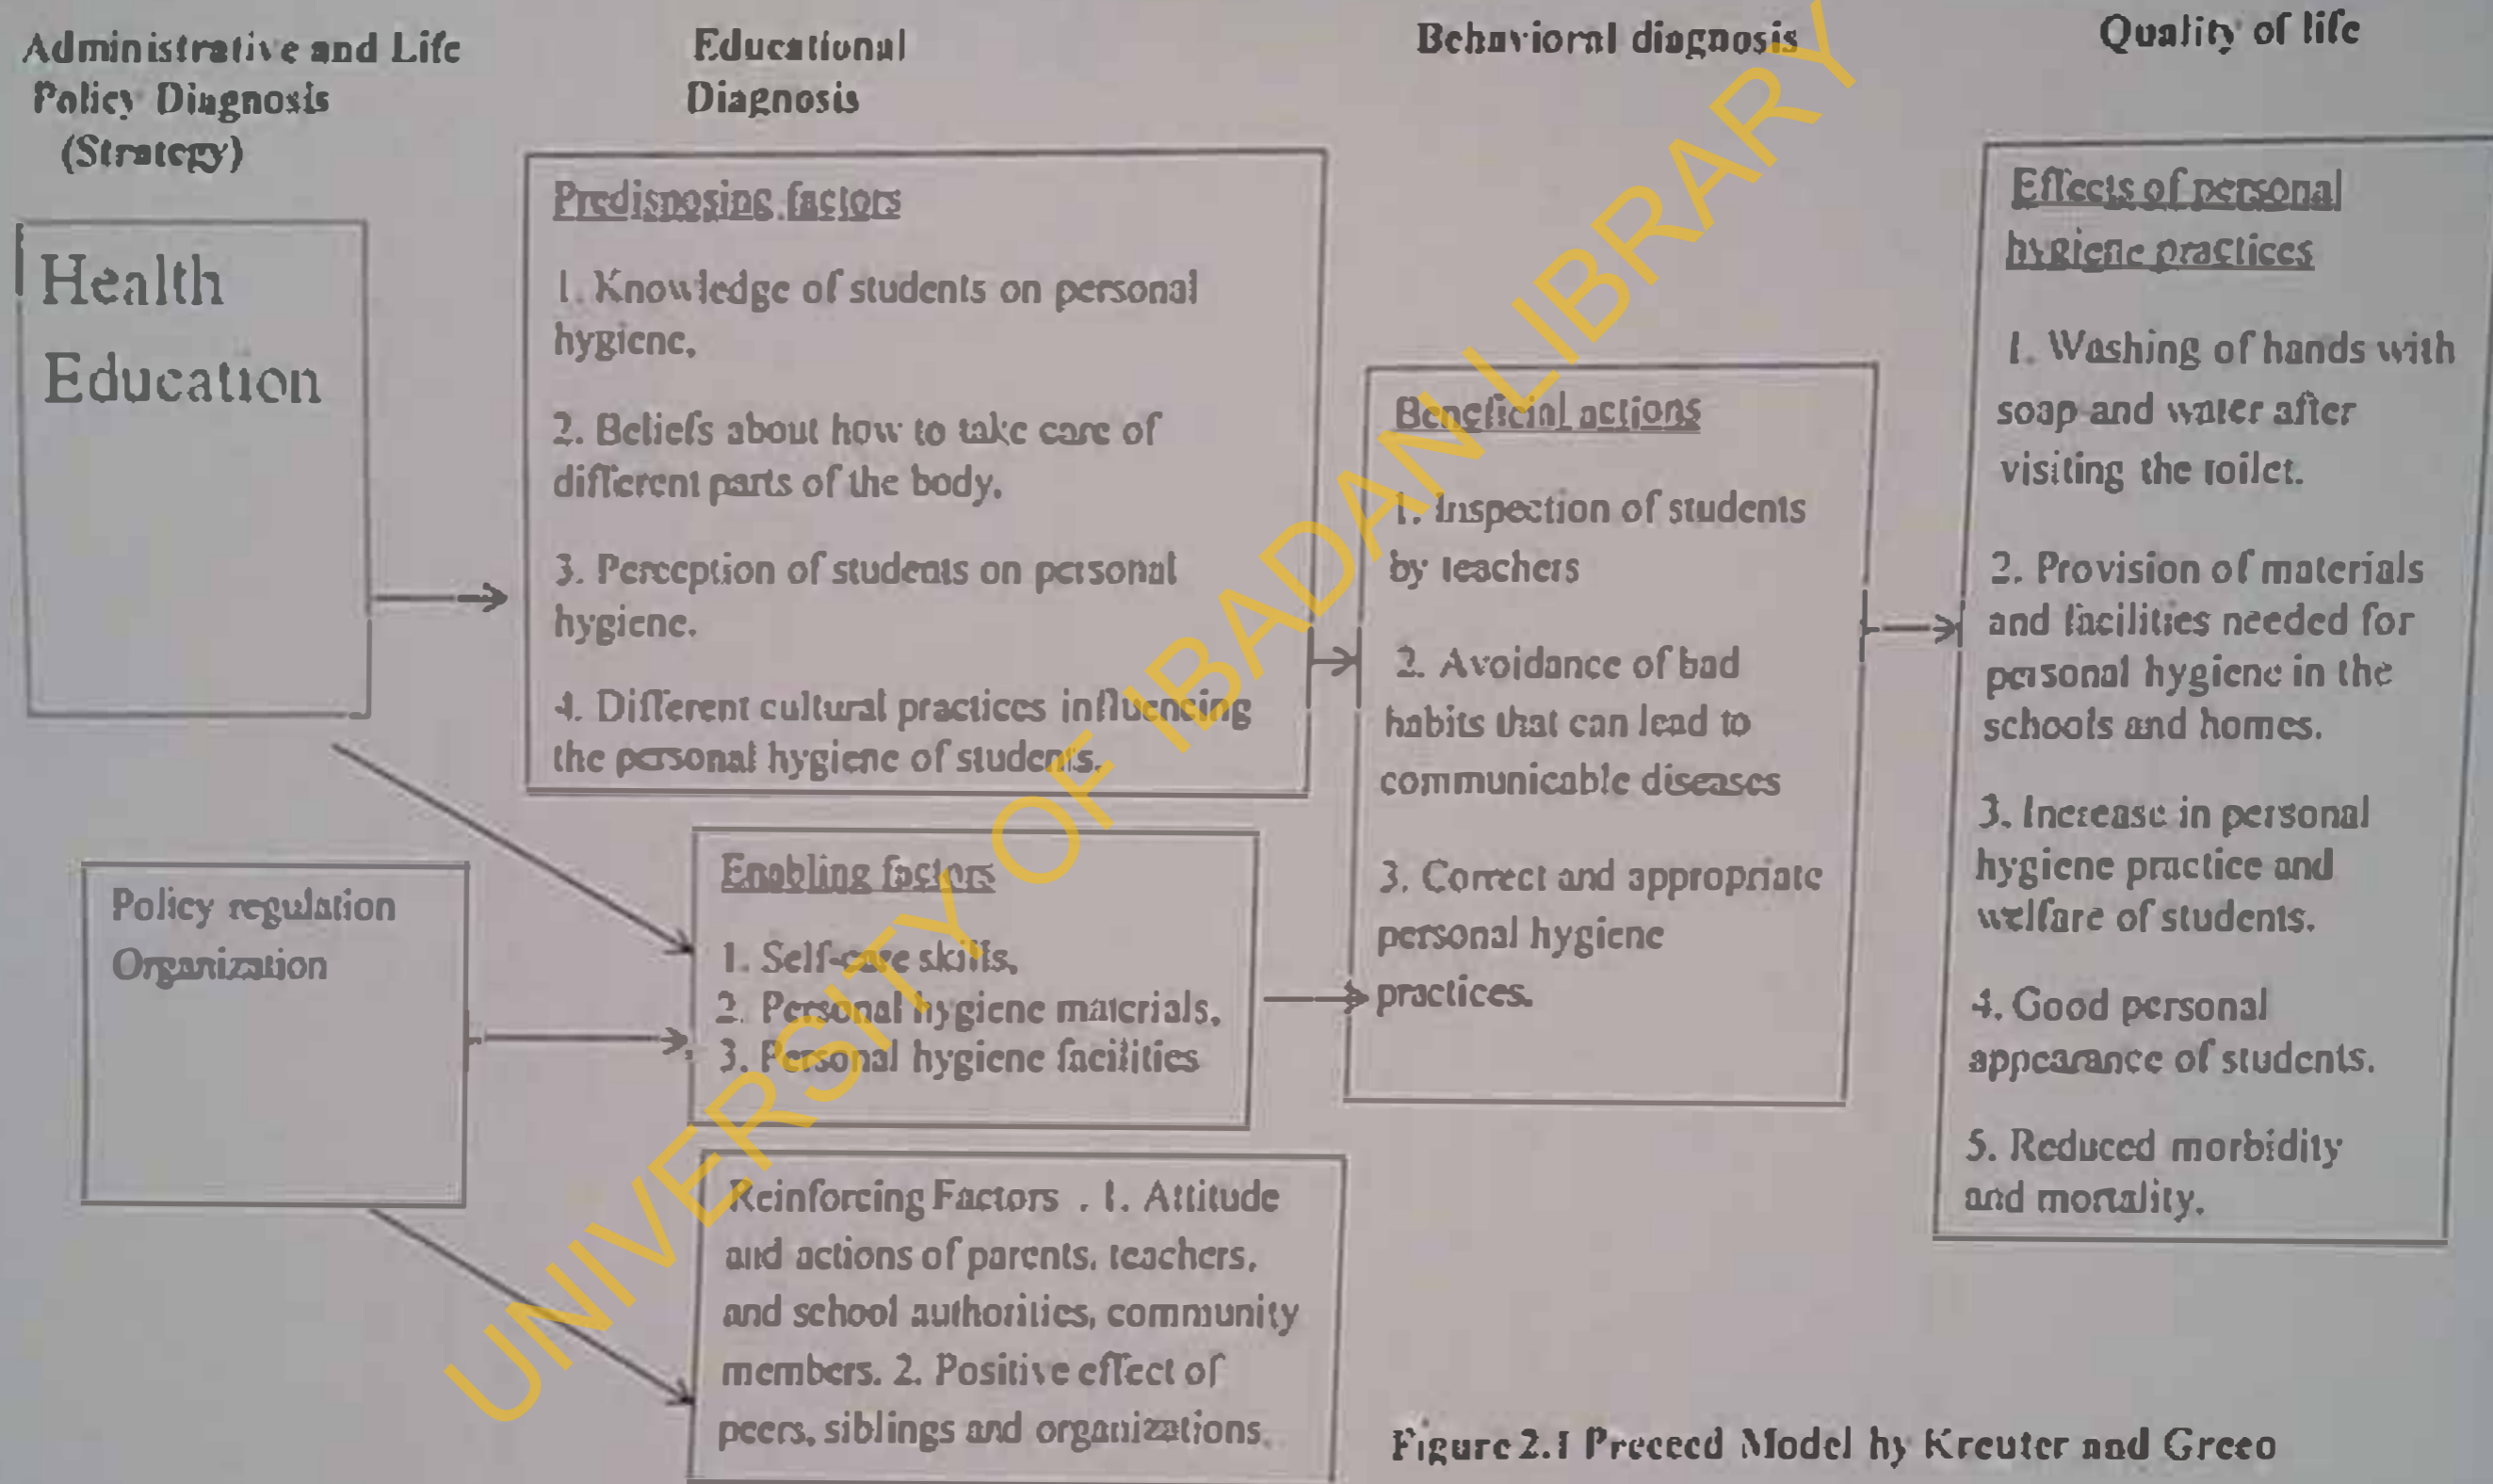 Administrative and Life
Policy Diagnosis
(Strategy)
Educational
Diagnosis
Behavioral diagnosis
Quality of life
Health
Education
Policy regulation
Organization
Predisposing factors
1. Knowledge of students on personal
hygiene,
2. Beliefs about how to take care of
different parts of the body,
3. Perception of students on personal
hygiene.
4. Different cultural practices influencing
the personal hygiene of students.
Enabling factors
1. Self-care skills,
2. Personal hygiene materials,
3. Personal hygiene facilities
Reinforcing Factors . 1. Attitude
and actions of parents, teachers,
and school authorities, community
members. 2. Positive effect of
peers, siblings and organizations.
Beneficial actions
1. Inspection of students
by teachers
2. Avoidance of bad
habits that can lead to
communicable diseases
3. Correct and appropriate
personal hygiene
practices.
Effects of personal
hygiene practices
1. Washing of hands with
soap and water after
visiting the toilet.
2. Provision of materials
and facilities needed for
personal hygiene in the
schools and homes.
3. Increase in personal
hygiene practice and
welfare of students.
4. Good personal
appearance of students.
5. Reduced morbidity
and mortality.
Figure 2.1 Preceed Model by Kreuter and Green
UNIVERSITY OF IBADAN LIBRARY